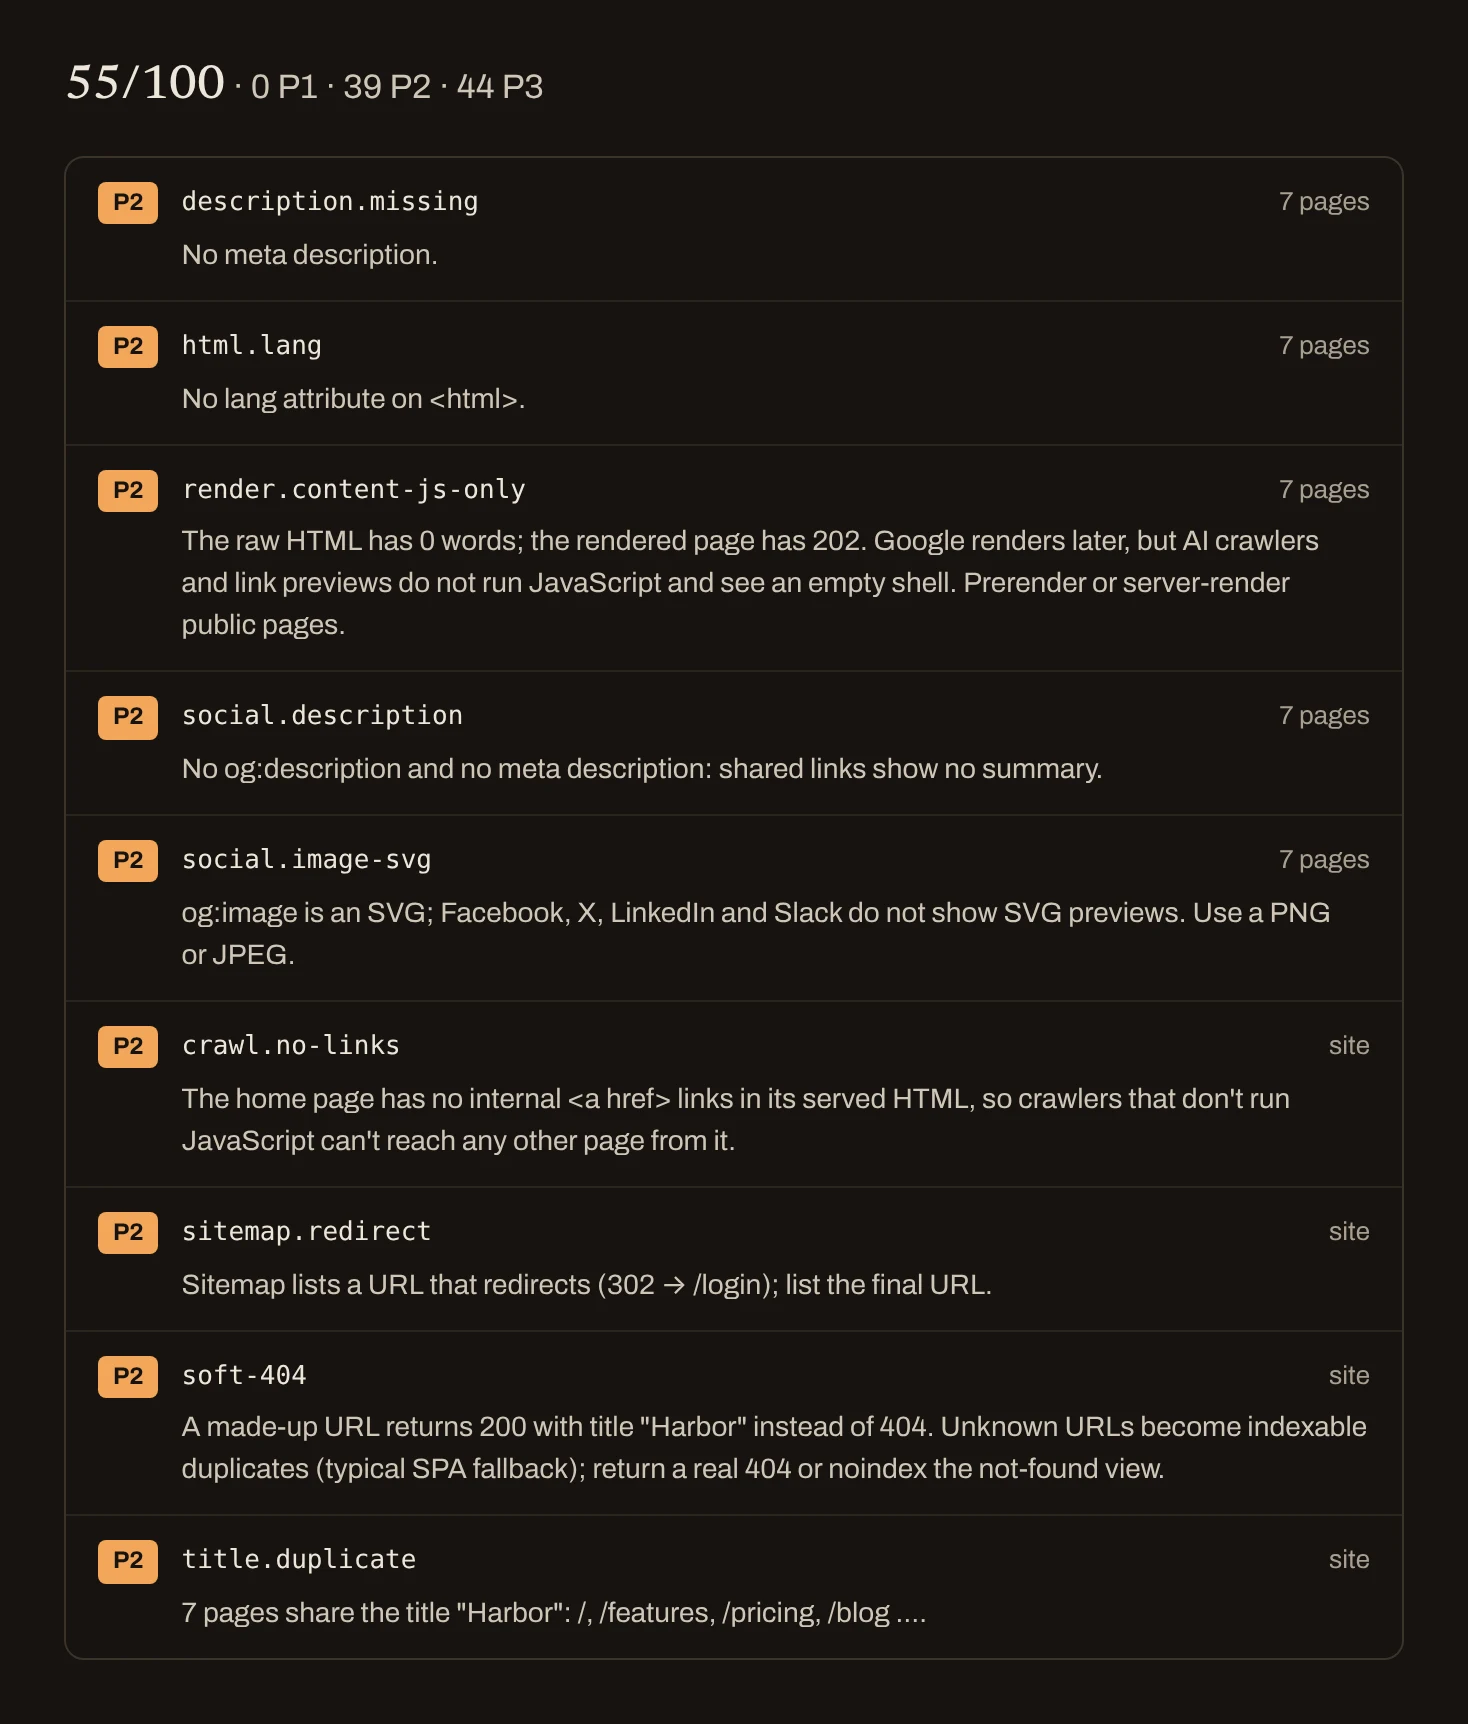 55/100 · 0 P1 · 39 P2 · 44 P3
P2 description.missing 7 pages
No meta description.
P2 html.lang 7 pages
No lang attribute on <html>.
P2 render.content-js-only 7 pages
The raw HTML has 0 words; the rendered page has 202. Google renders later, but AI crawlers
and link previews do not run JavaScript and see an empty shell. Prerender or server-render
public pages.
P2 social.description 7 pages
No og:description and no meta description: shared links show no summary.
P2 social.image-svg 7 pages
og:image is an SVG; Facebook, X, LinkedIn and Slack do not show SVG previews. Use a PNG
or JPEG.
P2 crawl.no-links site
The home page has no internal <a href> links in its served HTML, so crawlers that don't run
JavaScript can't reach any other page from it.
P2 sitemap.redirect site
Sitemap lists a URL that redirects (302 → /login); list the final URL.
P2 soft-404 site
A made-up URL returns 200 with title "Harbor" instead of 404. Unknown URLs become indexable
duplicates (typical SPA fallback); return a real 404 or noindex the not-found view.
P2 title.duplicate site
7 pages share the title "Harbor": /, /features, /pricing, /blog ....